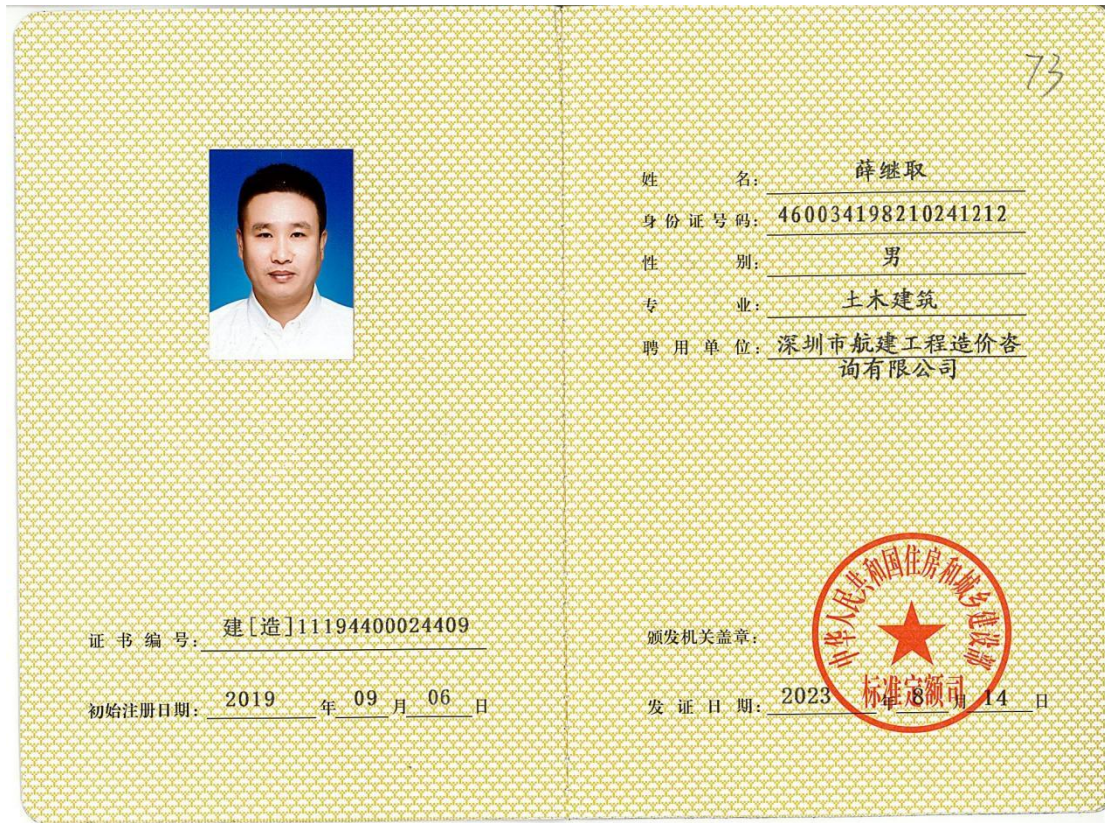 73
姓 名: 薛继取
身份证号码: 460034198210241212
性 别: 男
专 业: 土木建筑
聘用单位: 深圳市航建工程造价咨
询有限公司
证书编号: 建[造]11194400024409
初始注册日期: 2019 年 09 月 06 日
颁发机关盖章:
中华人民共和国住房和城乡建设部
标准定额司
发证日期: 2023 年 8 月 14 日